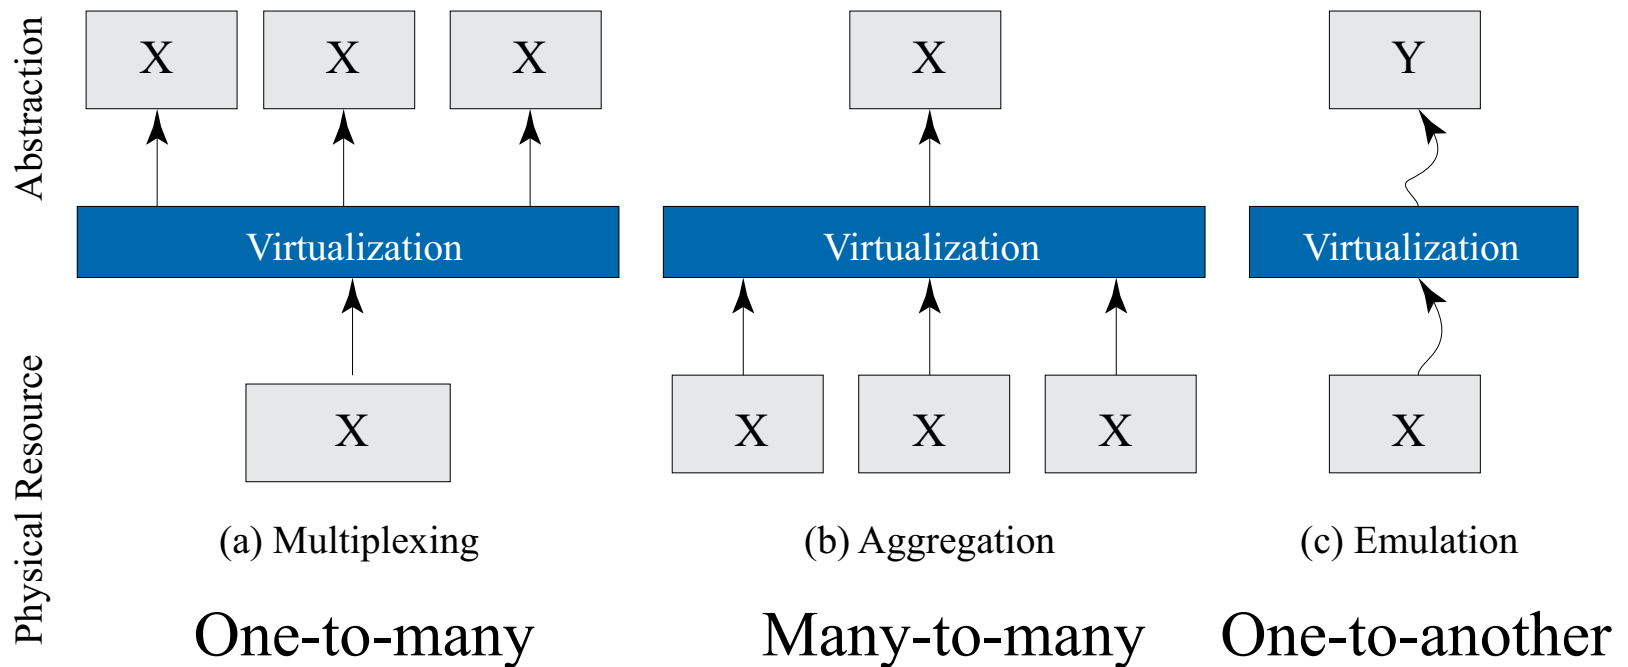 Abstraction
X X X
X
Y
Virtualization
Virtualization
Virtualization
Physical Resource
X
X X X
X
(a) Multiplexing
(b) Aggregation
(c) Emulation
One-to-many
Many-to-many
One-to-another